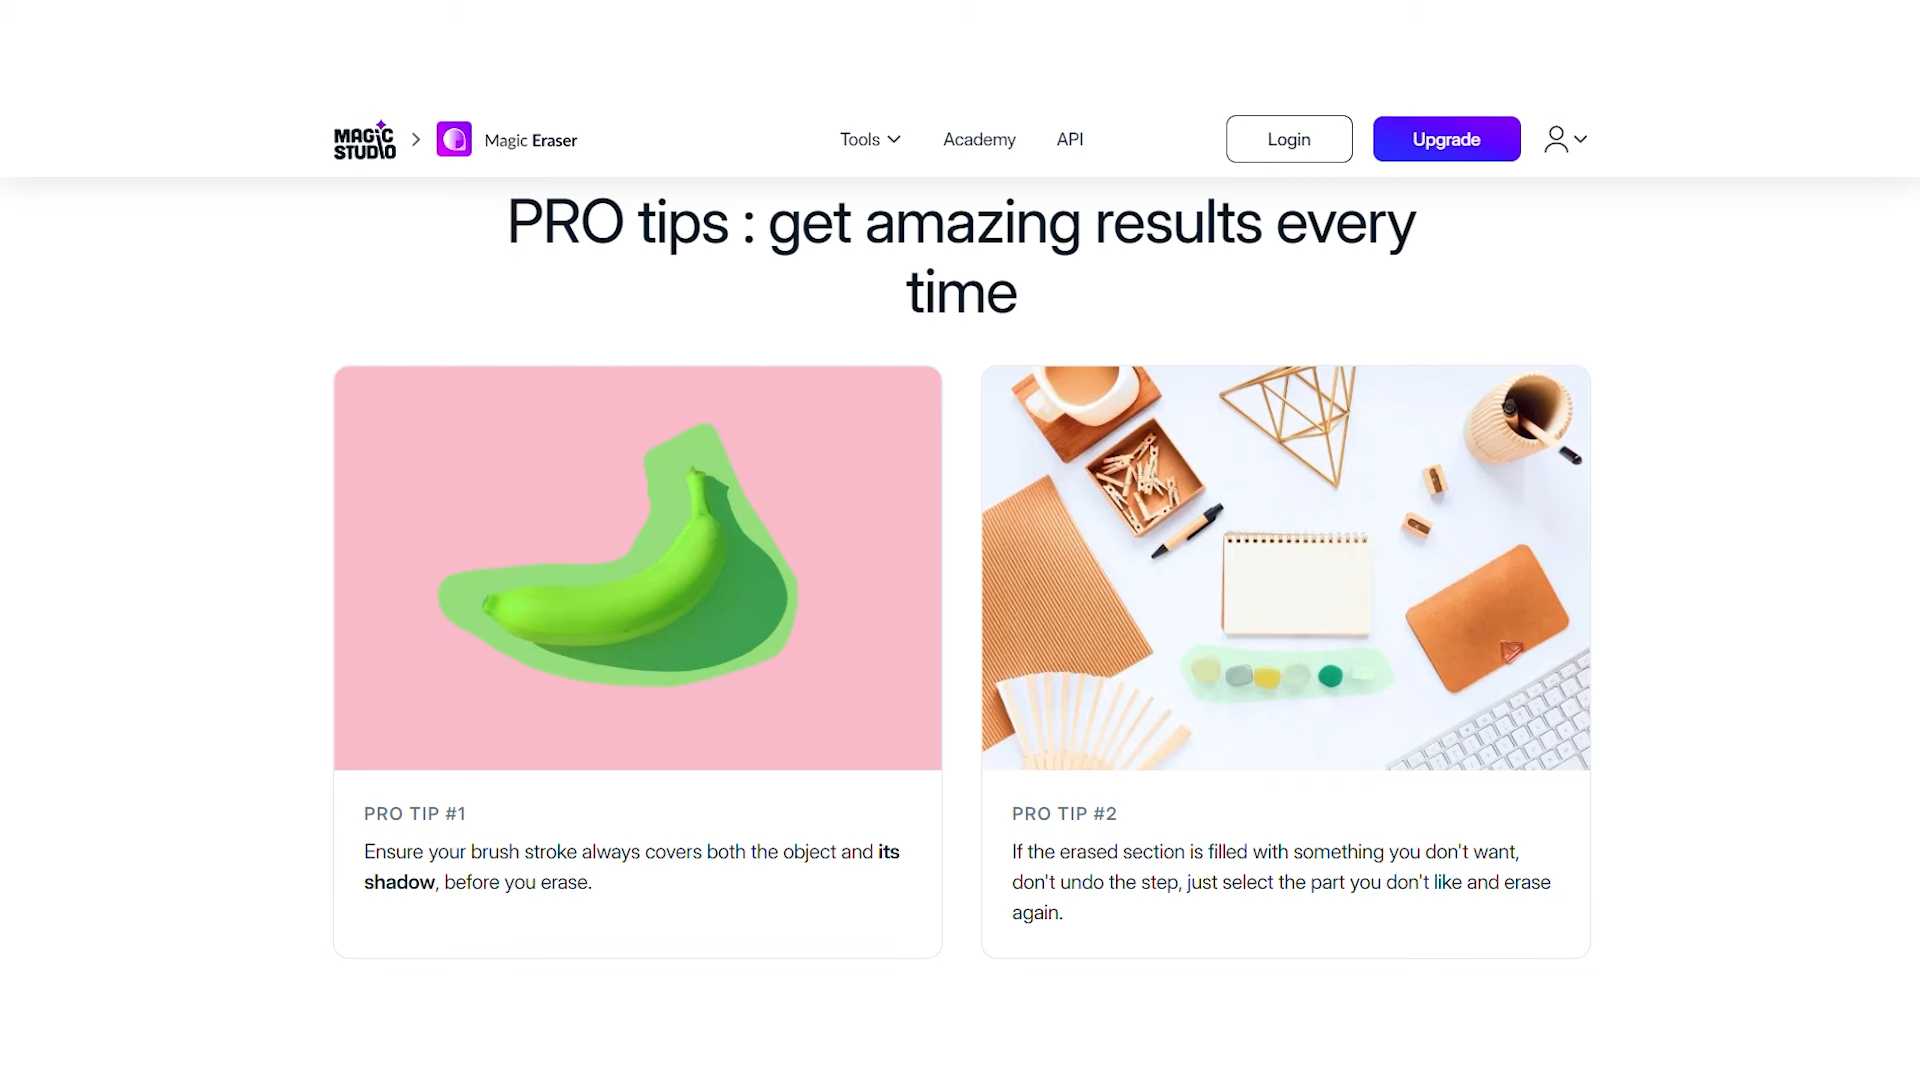 MAGIC
STUDIO
Magic Eraser
Tools
Academy
API
Login
Upgrade
PRO tips : get amazing results every
time
PRO TIP #1
Ensure your brush stroke always covers both the object and its
shadow, before you erase.
PRO TIP #2
If the erased section is filled with something you don't want,
don't undo the step, just select the part you don't like and erase
again.